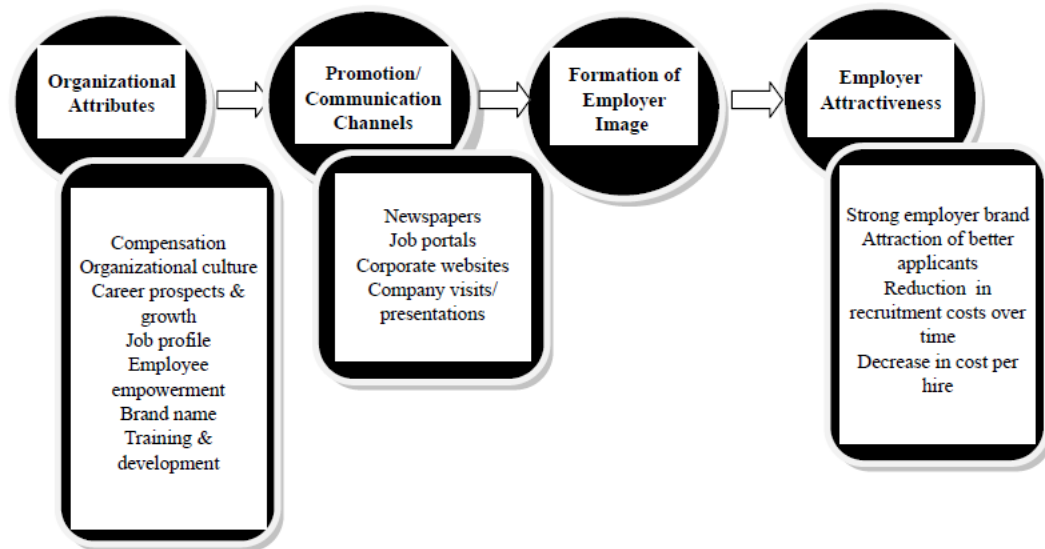 Organizational
Attributes
Promotion/
Communication
Channels
Formation of
Employer
Image
Employer
Attractiveness
Compensation
Organizational culture
Career prospects &
growth
Job profile
Employee
empowerment
Brand name
Training &
development
Newspapers
Job portals
Corporate websites
Company visits/
presentations
Strong employer brand
Attraction of better
applicants
Reduction in
recruitment costs over
time
Decrease in cost per
hire